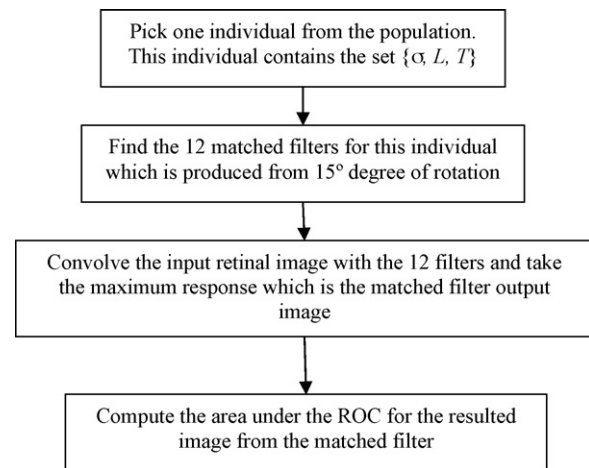 Pick one individual from the population.
This individual contains the set {σ, L, T}
Find the 12 matched filters for this individual
which is produced from 15º degree of rotation
Convolve the input retinal image with the 12 filters and take
the maximum response which is the matched filter output
image
Compute the area under the ROC for the resulted
image from the matched filter